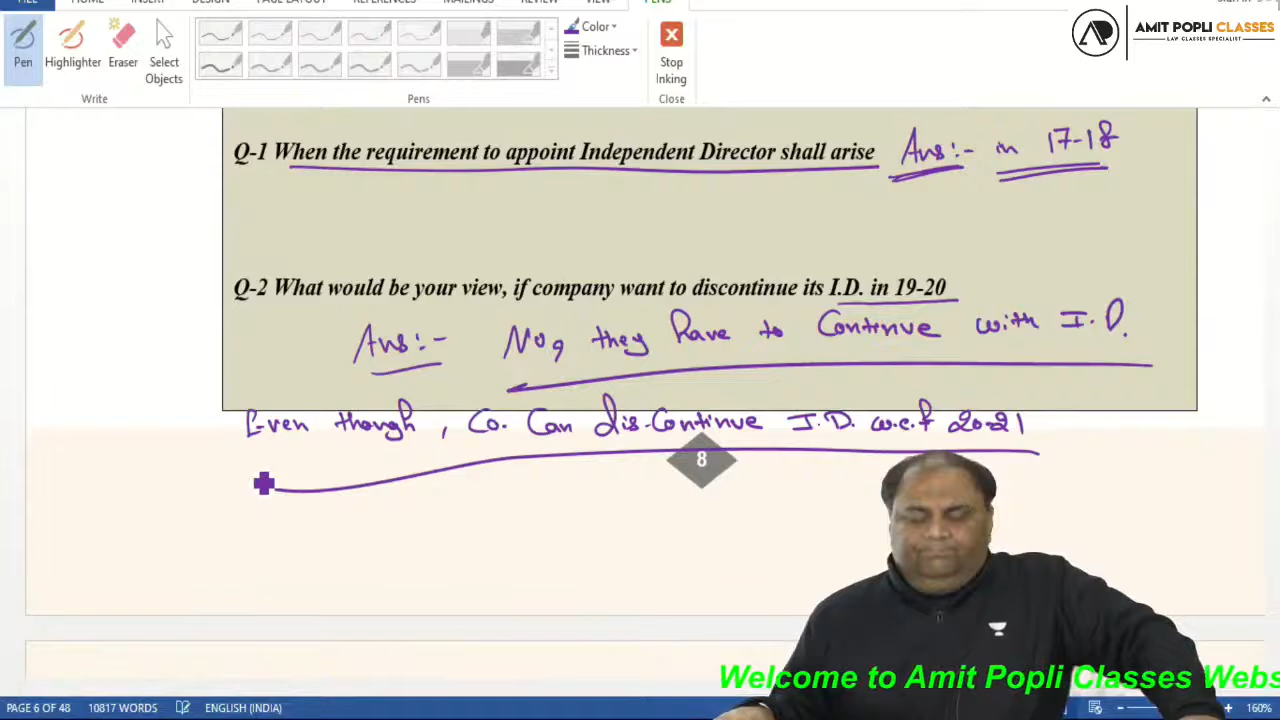 FILE HOME INSERT DESIGN PAGE LAYOUT REFERENCES MAILINGS REVIEW VIEW PENS
Pen Highlighter Eraser Select Objects
Color
Thickness
Stop Inking
Write Pens Close
AMIT POPLI CLASSES
LAW CLASSES SPECIALIST
Q-1 When the requirement to appoint Independent Director shall arise Ans:- in 17-18
Q-2 What would be your view, if company want to discontinue its I.D. in 19-20
Ans:- No, they have to Continue with I.D.
Even though, Co. Can dis-Continue I.D. w.e.f 20-21
8
Welcome to Amit Popli Classes Webs
PAGE 6 OF 48 10817 WORDS ENGLISH (INDIA) 160%